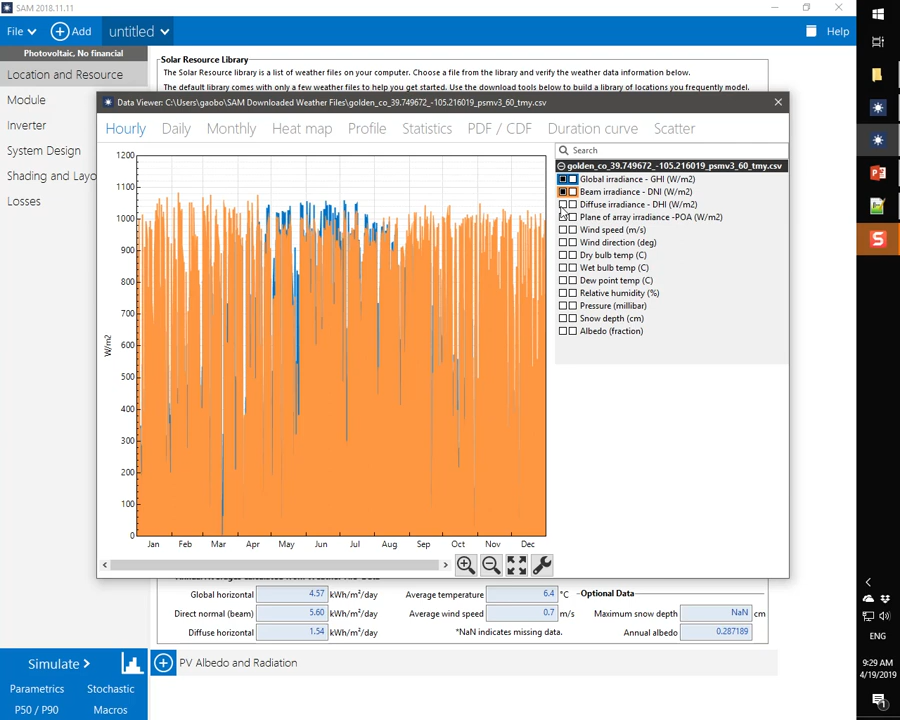 SAM 2018.11.11
File
Add
untitled
Help
Photovoltaic, No financial
Location and Resource
Module
Inverter
System Design
Shading and Layo
Losses
Solar Resource Library
The Solar Resource library is a list of weather files on your computer. Choose a file from the library and verify the weather data information below.
The default library comes with only a few weather files to help you get started. Use the download tools below to build a library of locations you frequently model.
Data Viewer: C:\Users\gaobo\SAM Downloaded Weather Files\golden_co_39.749672_-105.216019_psmv3_60_tmy.csv
Hourly Daily Monthly Heat map Profile Statistics PDF / CDF Duration curve Scatter
Search
golden_co_39.749672_-105.216019_psmv3_60_tmy.csv
Global irradiance - GHI (W/m2)
Beam irradiance - DNI (W/m2)
Diffuse irradiance - DHI (W/m2)
Plane of array irradiance -POA (W/m2)
Wind speed (m/s)
Wind direction (deg)
Dry bulb temp (C)
Wet bulb temp (C)
Dew point temp (C)
Relative humidity (%)
Pressure (millibar)
Snow depth (cm)
Albedo (fraction)
1200
1100
1000
900
800
700
600
500
400
300
200
100
0
W/m2
Jan Feb Mar Apr May Jun Jul Aug Sep Oct Nov Dec
Global horizontal 4.57 kWh/m²/day
Direct normal (beam) 5.60 kWh/m²/day
Diffuse horizontal 1.54 kWh/m²/day
Average temperature 6.4 °C
Average wind speed 0.7 m/s
*NaN indicates missing data.
Optional Data
Maximum snow depth NaN cm
Annual albedo 0.287189
PV Albedo and Radiation
Simulate >
Parametrics Stochastic
P50 / P90 Macros
ENG
9:29 AM
4/19/2019